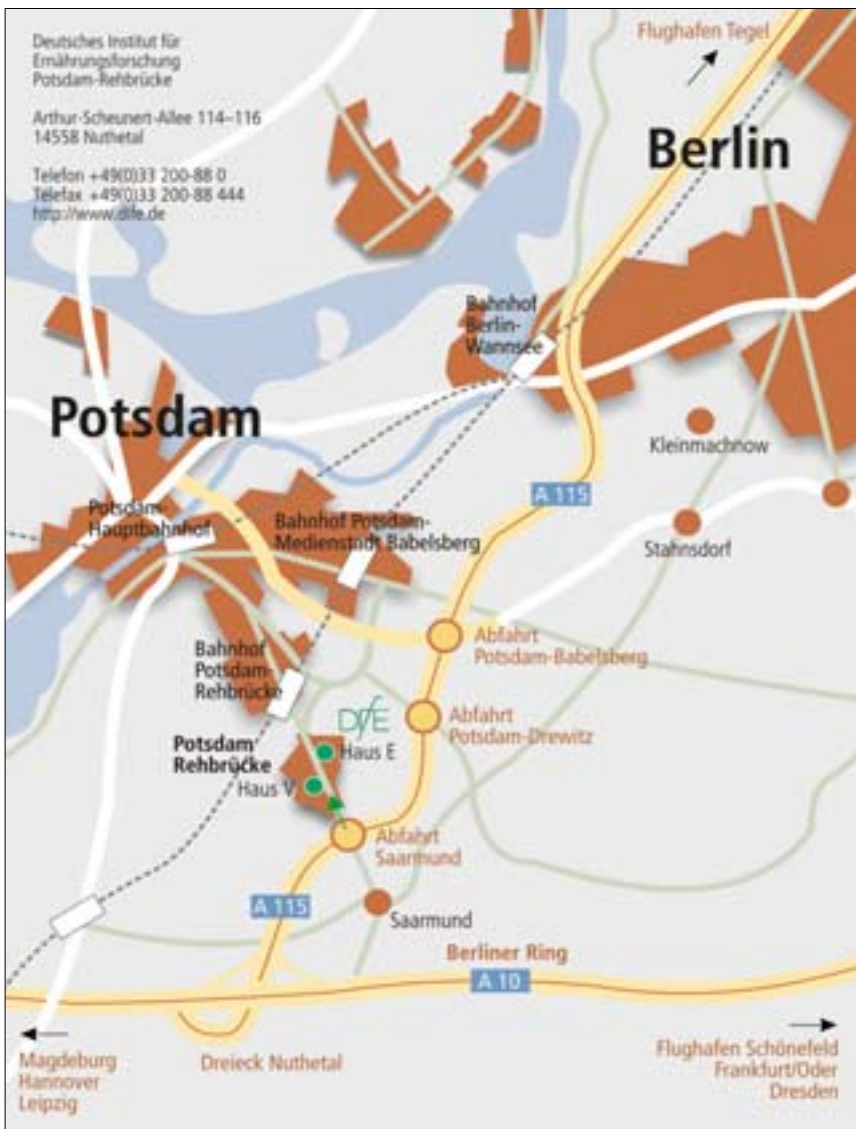 Deutsches Institut für
Ernährungsforschung
Potsdam-Rehbrücke
Arthur-Scheunert-Allee 114–116
14558 Nuthetal
Telefon +49(0)33 200-88 0
Telefax +49(0)33 200-88 444
http://www.dife.de
Flughafen Tegel
Berlin
Bahnhof
Berlin-
Wannsee
Potsdam
Kleinmachnow
A 115
Potsdam-
Hauptbahnhof
Bahnhof Potsdam-
Medienstadt Babelsberg
Stahnsdorf
Abfahrt
Potsdam-Babelsberg
Bahnhof
Potsdam-
Rehbrücke
DIfE
Abfahrt
Potsdam-Drewitz
Potsdam
Rehbrücke
Haus E
Haus V
Abfahrt
Saarmund
A 115
Saarmund
Berliner Ring
A 10
Magdeburg
Hannover
Leipzig
Dreieck Nuthetal
Flughafen Schönefeld
Frankfurt/Oder
Dresden